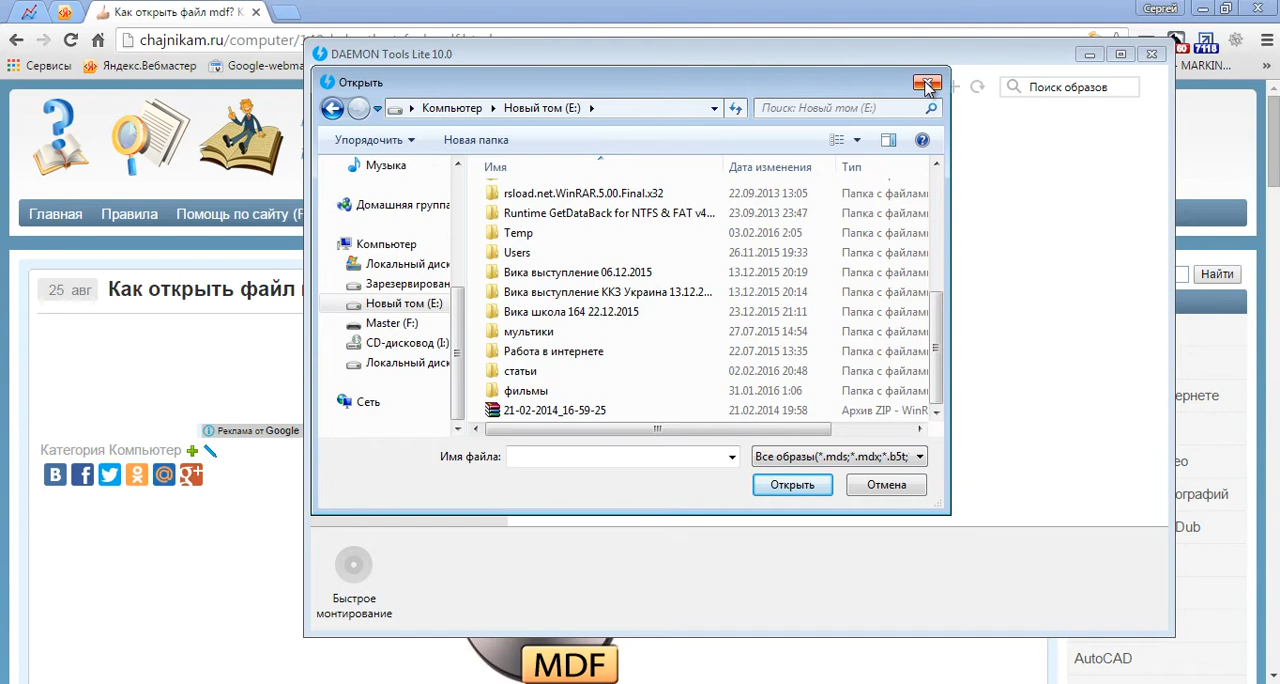 Как открыть файл mdf? К
Сергей
chajnikam.ru/computer/
Сервисы
Яндекс.Вебмастер
Google-webma
MARKIN...
60
7118
DAEMON Tools Lite 10.0
Поиск образов
Открыть
Компьютер
Новый том (E:)
Поиск: Новый том (E:)
Упорядочить
Новая папка
Музыка
Домашняя группа
Компьютер
Локальный диск
Зарезервирован
Новый том (E:)
Master (F:)
CD-дисковод (I:)
Локальный диск
Сеть
Имя
Дата изменения
Тип
rsload.net.WinRAR.5.00.Final.x32
22.09.2013 13:05
Папка с файлами
Runtime GetDataBack for NTFS & FAT v4...
23.09.2013 23:47
Папка с файлами
Temp
03.02.2016 2:05
Папка с файлами
Users
26.11.2015 19:33
Папка с файлами
Вика выступление 06.12.2015
13.12.2015 20:19
Папка с файлами
Вика выступление ККЗ Украина 13.12.2...
13.12.2015 20:14
Папка с файлами
Вика школа 164 22.12.2015
23.12.2015 21:11
Папка с файлами
мультики
27.07.2015 14:54
Папка с файлами
Работа в интернете
22.07.2015 13:35
Папка с файлами
статьи
02.02.2016 20:48
Папка с файлами
фильмы
31.01.2016 1:06
Папка с файлами
21-02-2014_16-59-25
21.02.2014 19:58
Архив ZIP - WinR
Имя файла:
Все образы(*.mds;*.mdx;*.b5t;
Открыть
Отмена
Быстрое
монтирование
Главная
Правила
Помощь по сайту (F
25 авг
Как открыть файл
Реклама от Google
Категория Компьютер
MDF
Найти
ернете
ео
ографий
Dub
AutoCAD